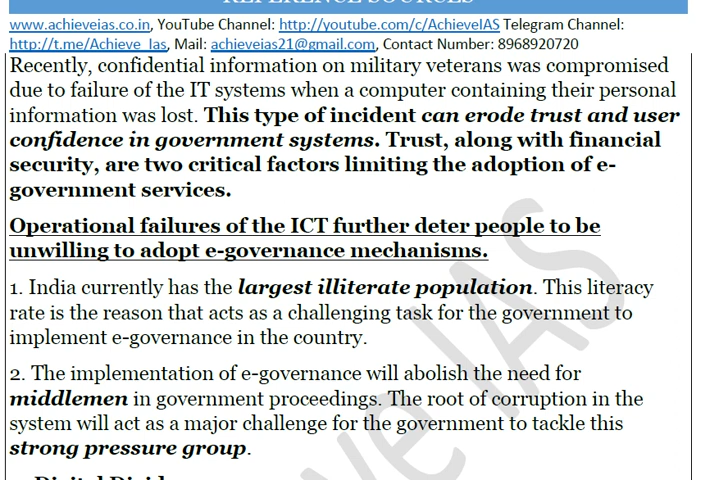 REFERENCE SOURCES
www.achieveias.co.in, YouTube Channel: http://youtube.com/c/AchieveIAS Telegram Channel:
http://t.me/Achieve_Ias, Mail: achieveias21@gmail.com, Contact Number: 8968920720
Recently, confidential information on military veterans was compromised
due to failure of the IT systems when a computer containing their personal
information was lost. This type of incident can erode trust and user
confidence in government systems. Trust, along with financial
security, are two critical factors limiting the adoption of e-
government services.
Operational failures of the ICT further deter people to be
unwilling to adopt e-governance mechanisms.
1. India currently has the largest illiterate population. This literacy
rate is the reason that acts as a challenging task for the government to
implement e-governance in the country.
2. The implementation of e-governance will abolish the need for
middlemen in government proceedings. The root of corruption in the
system will act as a major challenge for the government to tackle this
strong pressure group.